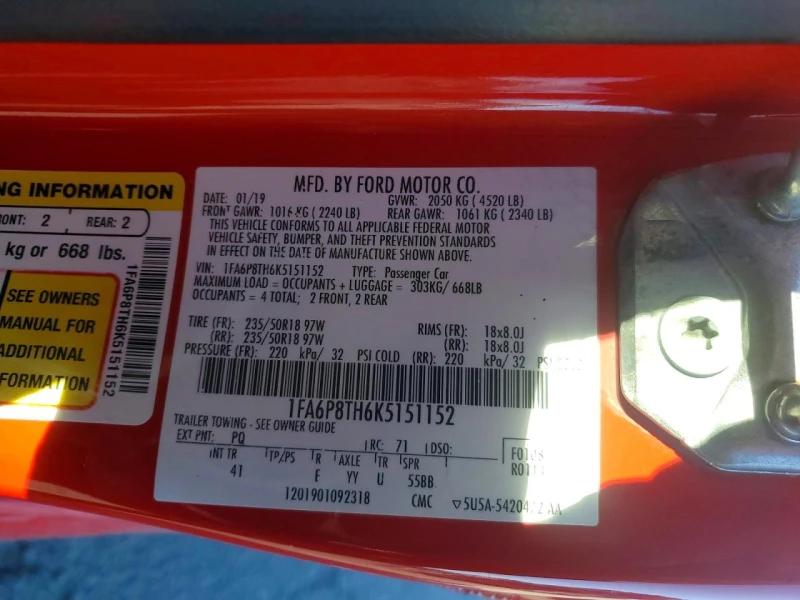 NG INFORMATION
ONT: 2 REAR: 2
kg or 668 lbs.
SEE OWNERS
MANUAL FOR
ADDITIONAL
FORMATION
1FA6P8TH6K5151152
MFD. BY FORD MOTOR CO.
DATE: 01/19 GVWR: 2050 KG ( 4520 LB)
FRONT GAWR: 1016 KG ( 2240 LB) REAR GAWR: 1061 KG ( 2340 LB)
THIS VEHICLE CONFORMS TO ALL APPLICABLE FEDERAL MOTOR
VEHICLE SAFETY, BUMPER, AND THEFT PREVENTION STANDARDS
IN EFFECT ON THE DATE OF MANUFACTURE SHOWN ABOVE.
VIN: 1FA6P8TH6K5151152 TYPE: Passenger Car
MAXIMUM LOAD = OCCUPANTS + LUGGAGE = 303KG/ 668LB
OCCUPANTS = 4 TOTAL; 2 FRONT, 2 REAR
TIRE (FR): 235/50R18 97W RIMS (FR): 18x8.0J
(RR): 235/50R18 97W (RR): 18x8.0J
PRESSURE (FR): 220 kPa/ 32 PSI COLD (RR): 220 kPa/ 32 PSI COLD
1FA6P8TH6K5151152
TRAILER TOWING - SEE OWNER GUIDE
EXT PNT: PQ RC: 71 DSO: F0108
INT TR TP/PS R AXLE TR SPR
41 F YY U 55BB
1201901092318 CMC